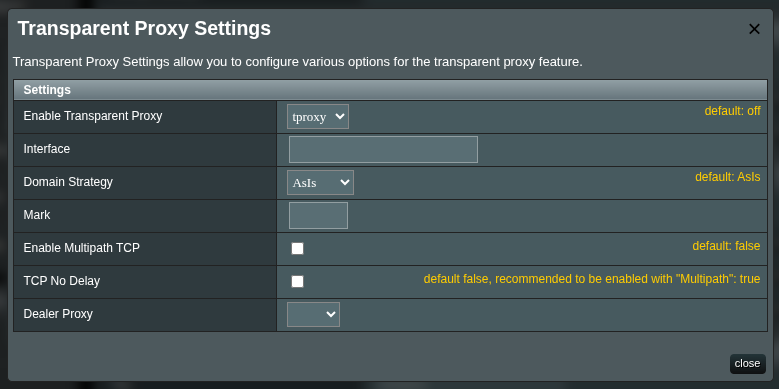 Transparent Proxy Settings
Transparent Proxy Settings allow you to configure various options for the transparent proxy feature.
Settings
Enable Transparent Proxy tproxy default: off
Interface
Domain Strategy AsIs default: AsIs
Mark
Enable Multipath TCP default: false
TCP No Delay default false, recommended to be enabled with "Multipath": true
Dealer Proxy
close